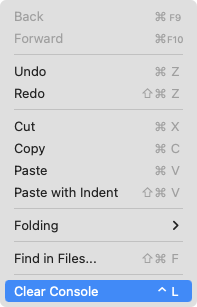 Back ⌘ F9
Forward ⌘F10
Undo ⌘ Z
Redo ⇧⌘ Z
Cut ⌘ X
Copy ⌘ C
Paste ⌘ V
Paste with Indent ⇧⌘ V
Folding
Find in Files... ⇧⌘ F
Clear Console ⌃ L